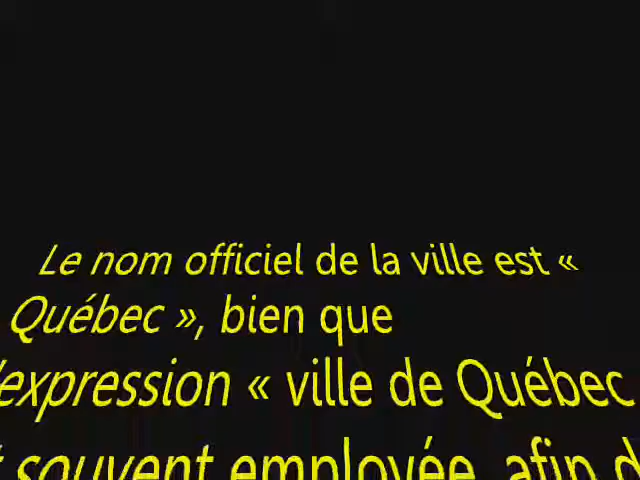 Le nom officiel de la ville est «
Québec », bien que
l'expression « ville de Québec
souvent employée, afin